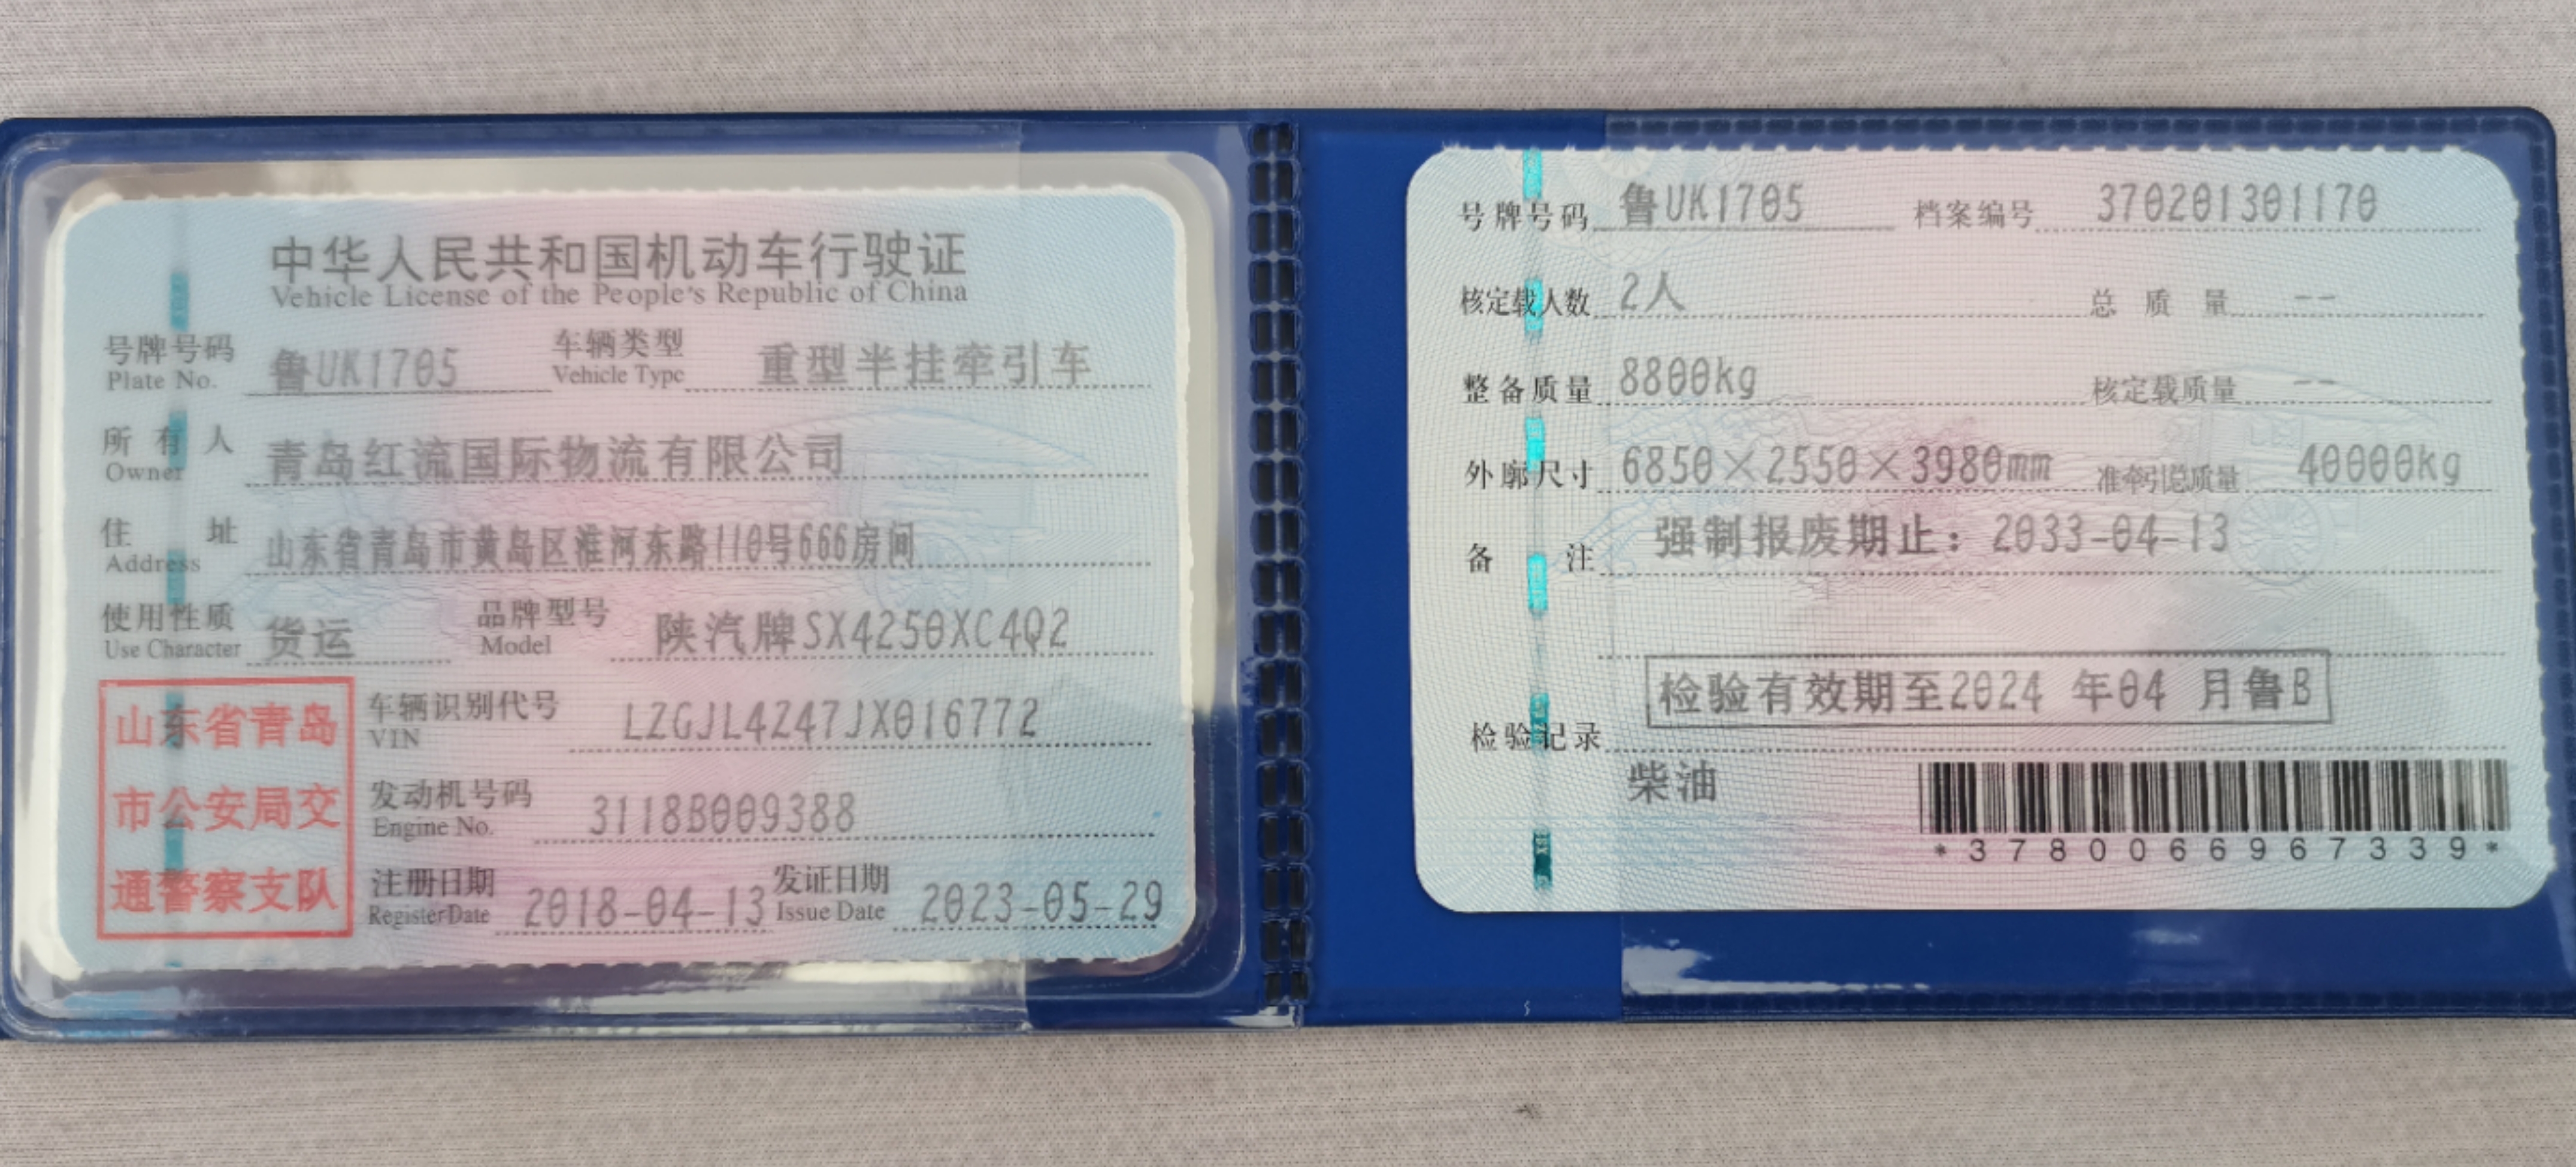 中华人民共和国机动车行驶证
Vehicle License of the People's Republic of China
号牌号码 鲁UK1705 车辆类型 重型半挂牵引车
Plate No. Vehicle Type
所有人 青岛红流国际物流有限公司
Owner
住址 山东省青岛市黄岛区淮河东路110号666房间
Address
使用性质 货运 品牌型号 陕汽牌SX4250XC4Q2
Use Character Model
山东省青岛
市公安局交
通警察支队
车辆识别代号 LZGJL4Z47JX016772
VIN
发动机号码 3118B009388
Engine No.
注册日期 2018-04-13 发证日期 2023-05-29
Register Date Issue Date
号牌号码 鲁UK1705 档案编号 370201301170
核定载人数 2人 总质量 --
整备质量 8800kg 核定载质量 --
外廓尺寸 6850×2550×3980mm 准牵引总质量 40000kg
备注 强制报废期止：2033-04-13
检验有效期至2024 年04 月鲁B
检验记录
柴油
*3780066967339*